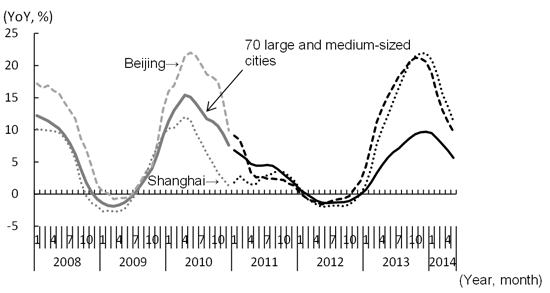 (YoY, %)
25
20
15
10
5
0
-5
Beijing→
70 large and medium-sized
cities
Shanghai→
1 4 7 10 1 4 7 10 1 4 7 10 1 4 7 10 1 4 7 10 1 4 7 10 1 4
2008 2009 2010 2011 2012 2013 2014
(Year, month)